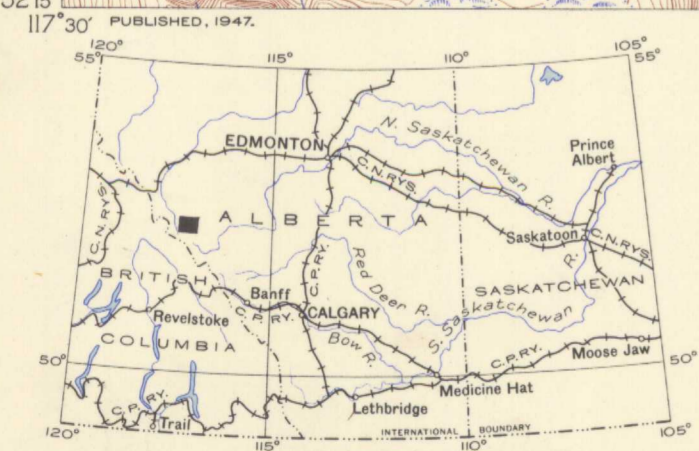 52°15'
117°30' PUBLISHED, 1947.
120° 115° 110° 105°
55° 55°
EDMONTON
N. Saskatchewan R.
Prince
Albert
C.N.RYS.
C.N.RYS.
ALBERTA
Saskatoon
C.N.RYS.
C.P.RY.
Red Deer R.
R.
BRITISH
SASKATCHEWAN
Banff
C.P.RY.
CALGARY
S. Saskatchewan
Revelstoke
COLUMBIA
Bow R.
C.P.RY.
Moose Jaw
50° 50°
Medicine Hat
C.P.RY.
Lethbridge
Trail
INTERNATIONAL BOUNDARY
120° 115° 110° 105°